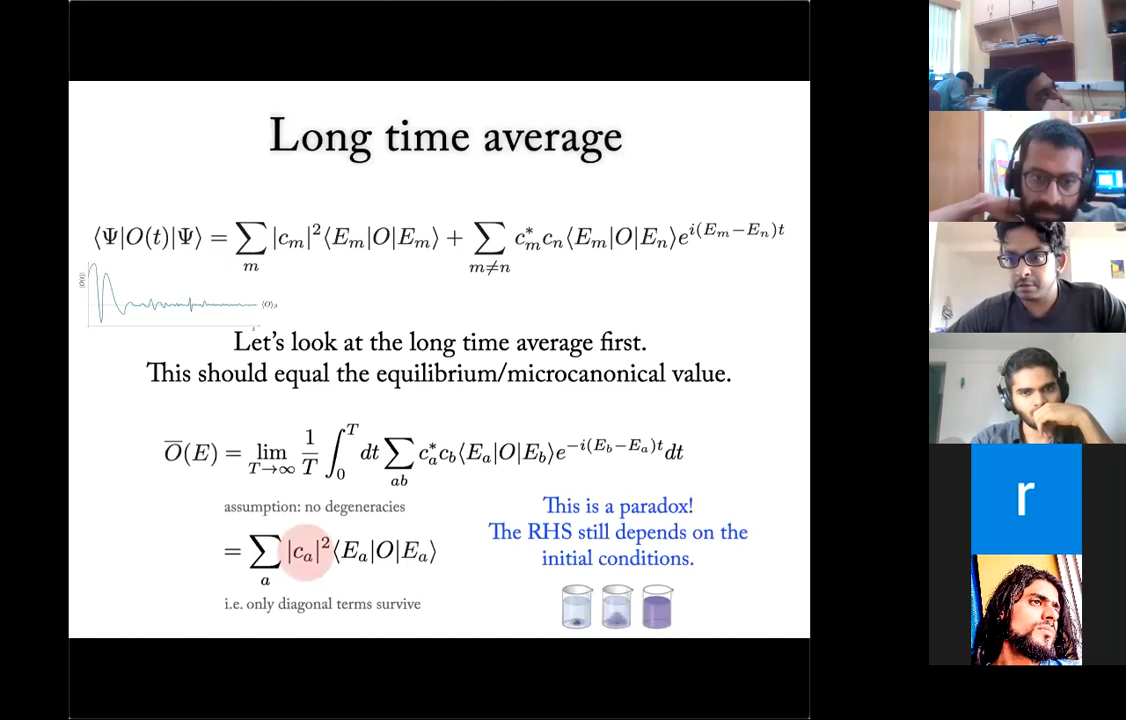 Long time average
⟨Ψ|O(t)|Ψ⟩ = ∑_m |c_m|²⟨E_m|O|E_m⟩ + ∑_{m≠n} c*_m c_n⟨E_m|O|E_n⟩e^{i(E_m−E_n)t}
Let's look at the long time average first.
This should equal the equilibrium/microcanonical value.
O̅(E) = lim_{T→∞} 1/T ∫_0^T dt ∑_{ab} c*_a c_b⟨E_a|O|E_b⟩e^{−i(E_b−E_a)t}dt
assumption: no degeneracies
= ∑_a |c_a|²⟨E_a|O|E_a⟩
i.e. only diagonal terms survive
This is a paradox!
The RHS still depends on the
initial conditions.
r